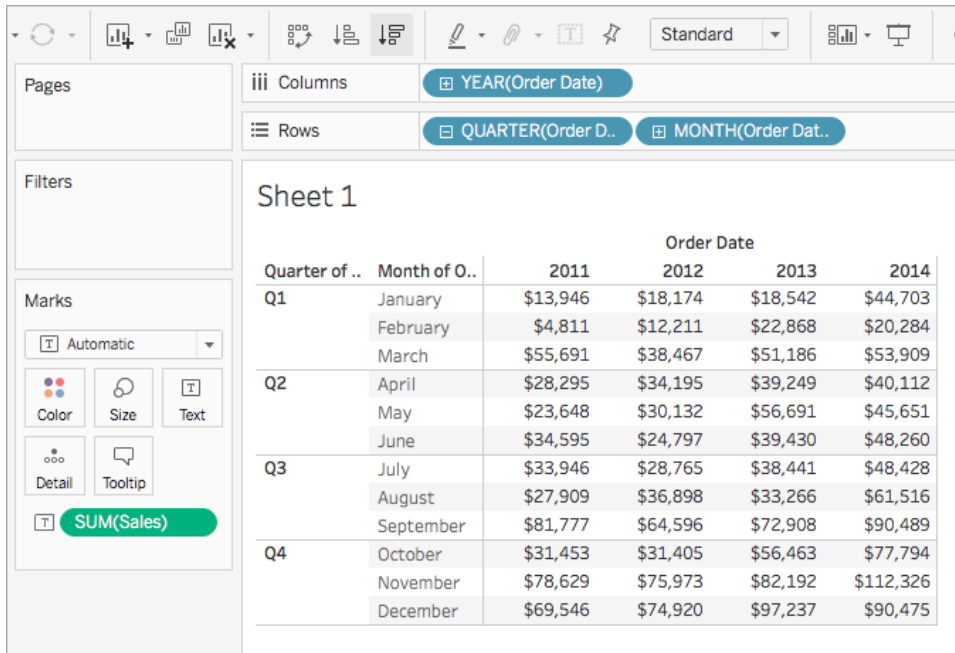 Standard
Pages
Columns
YEAR(Order Date)
Rows
QUARTER(Order D..
MONTH(Order Dat..
Filters
Sheet 1
Order Date
Quarter of .. Month of O.. 2011 2012 2013 2014
Q1 January $13,946 $18,174 $18,542 $44,703
February $4,811 $12,211 $22,868 $20,284
March $55,691 $38,467 $51,186 $53,909
Q2 April $28,295 $34,195 $39,249 $40,112
May $23,648 $30,132 $56,691 $45,651
June $34,595 $24,797 $39,430 $48,260
Q3 July $33,946 $28,765 $38,441 $48,428
August $27,909 $36,898 $33,266 $61,516
September $81,777 $64,596 $72,908 $90,489
Q4 October $31,453 $31,405 $56,463 $77,794
November $78,629 $75,973 $82,192 $112,326
December $69,546 $74,920 $97,237 $90,475
Marks
T Automatic
Color Size T Text
Detail Tooltip
T SUM(Sales)